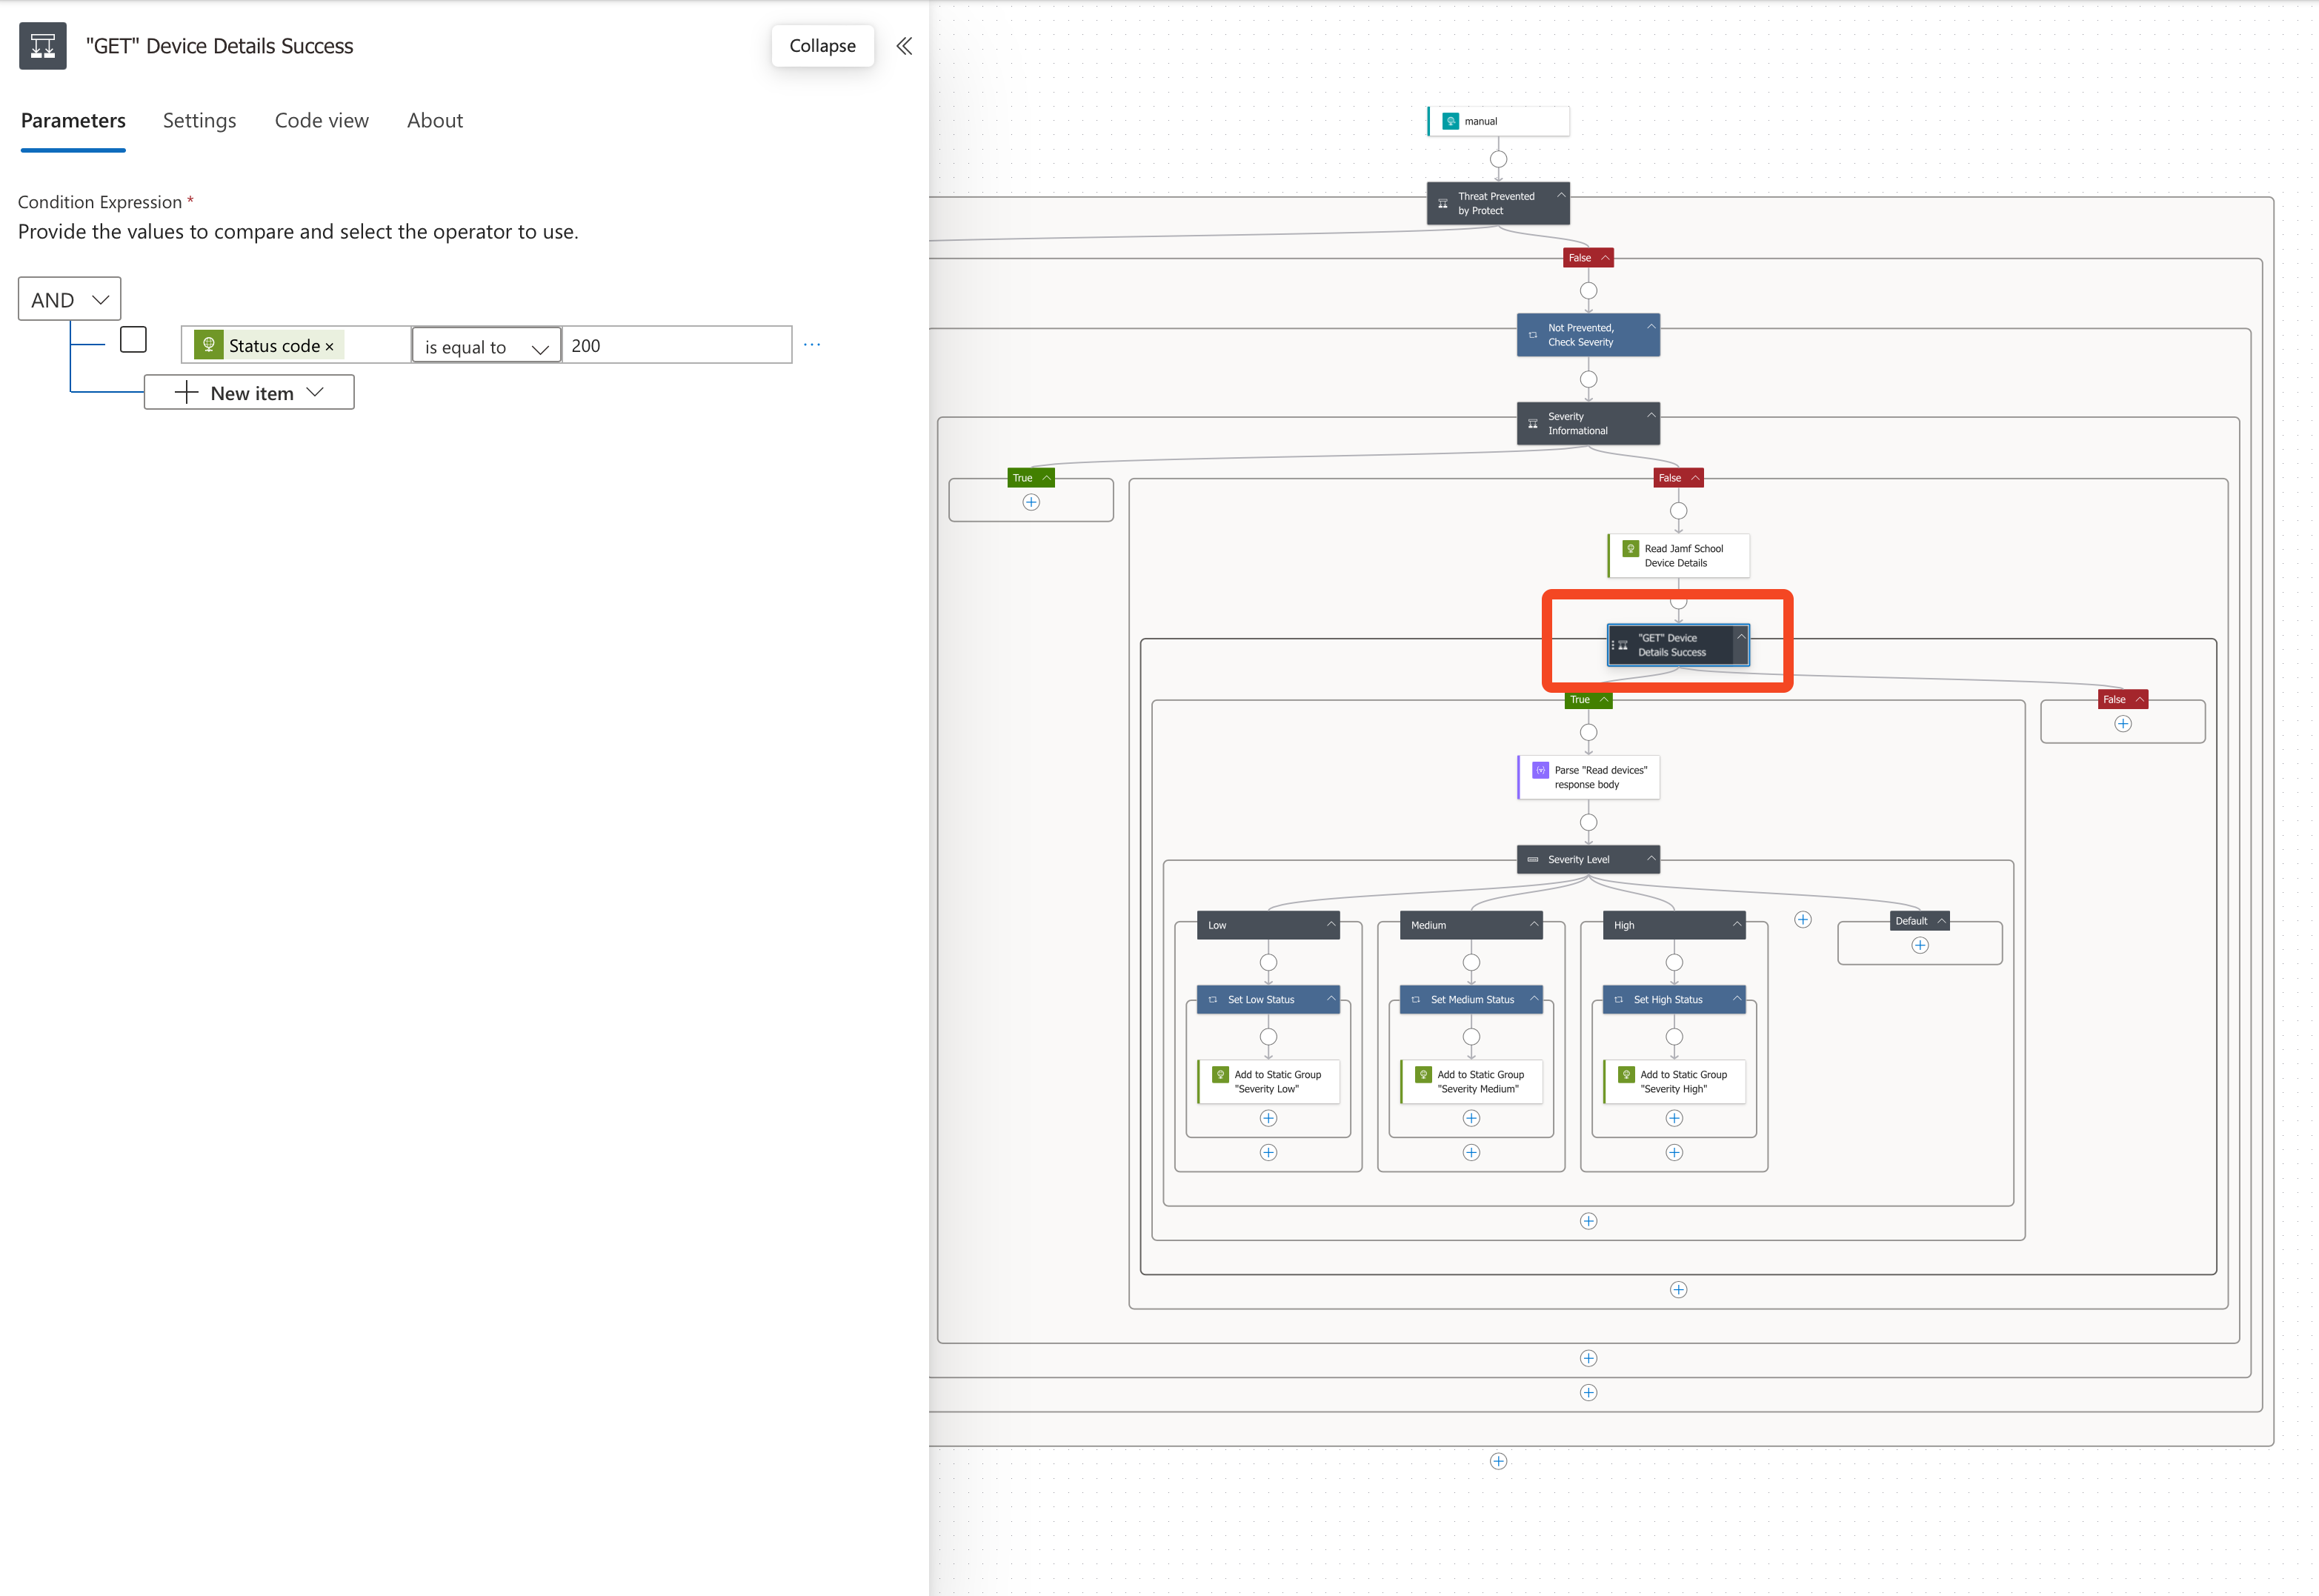 "GET" Device Details Success
Collapse
Parameters
Settings
Code view
About
Condition Expression *
Provide the values to compare and select the operator to use.
AND
Status code ×
is equal to
200
...
New item
manual
Threat Prevented
by Protect
False
Not Prevented,
Check Severity
Severity
Informational
True
False
Read Jamf School
Device Details
"GET" Device
Details Success
True
False
Parse "Read devices"
response body
Severity Level
Low
Medium
High
Default
Set Low Status
Set Medium Status
Set High Status
Add to Static Group
"Severity Low"
Add to Static Group
"Severity Medium"
Add to Static Group
"Severity High"